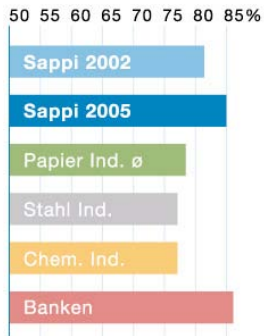 50 55 60 65 70 75 80 85%
Sappi 2002
Sappi 2005
Papier Ind. ø
Stahl Ind.
Chem. Ind.
Banken